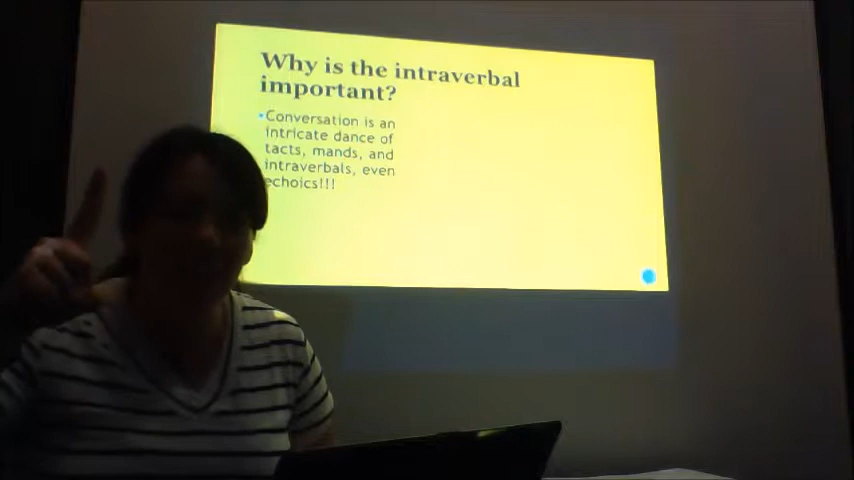 Why is the intraverbal
important?
Conversation is an
intricate dance of
tacts, mands, and
intraverbals, even
echoics!!!